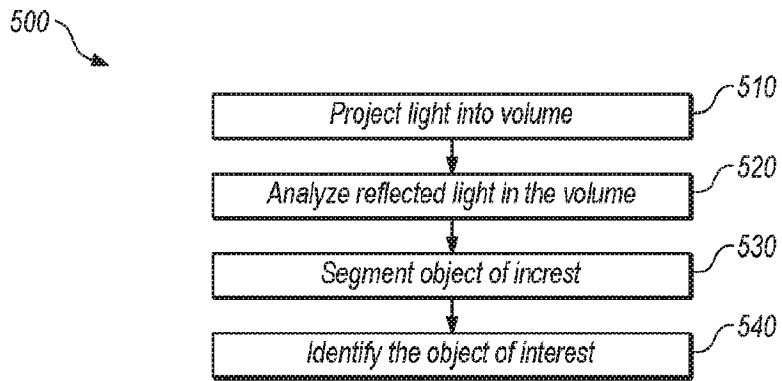 500
Project light into volume
510
Analyze reflected light in the volume
520
Segment object of increst
530
Identify the object of interest
540